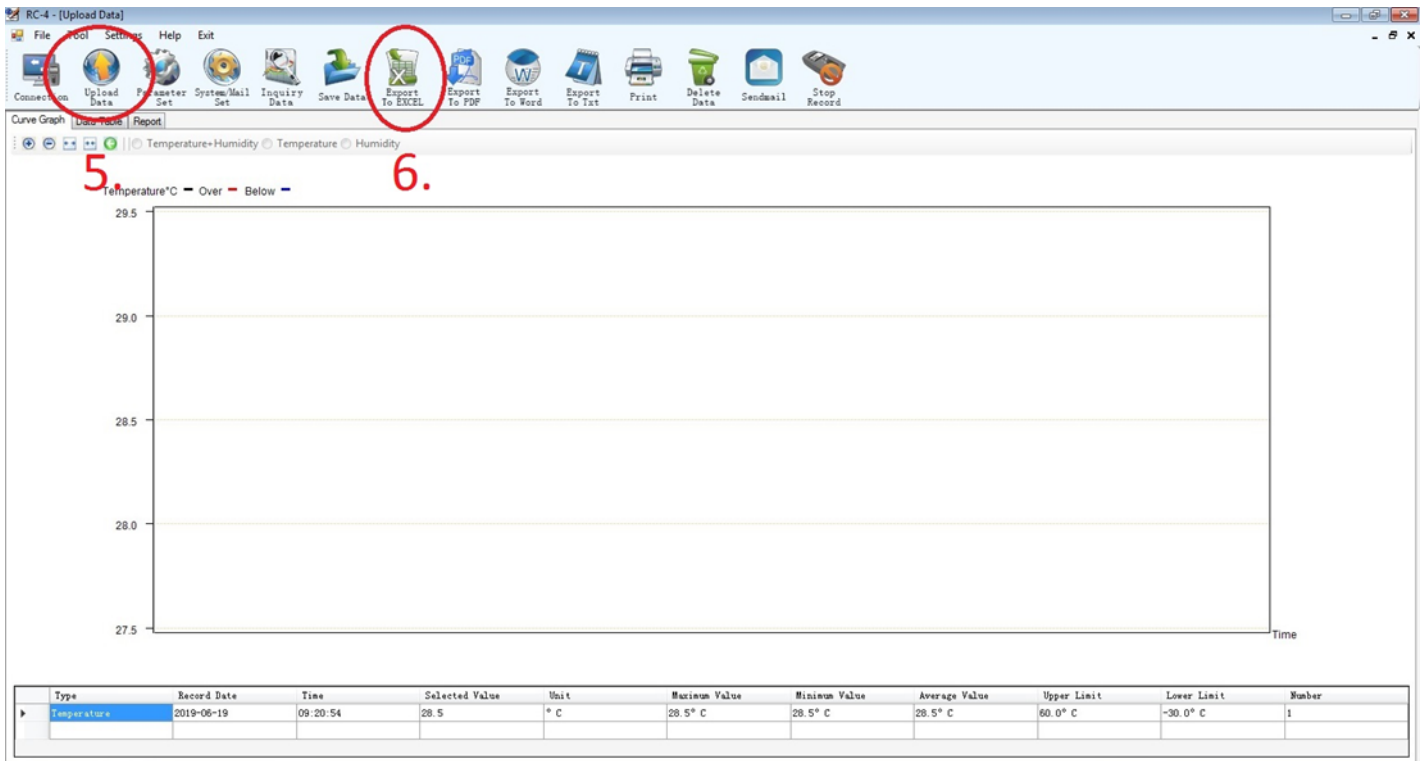 RC-4 - [Upload Data]
File Tool Settings Help Exit
Connection Upload Data Parameter Set System/Mail Set Inquiry Data Save Data Export To EXCEL Export To PDF Export To Word Export To Txt Print Delete Data Sendmail Stop Record
Curve Graph Data Table Report
Temperature+Humidity Temperature Humidity
5. 6.
Temperature°C Over Below
29.5
29.0
28.5
28.0
27.5
Time
Type Record Date Time Selected Value Unit Maximum Value Minimum Value Average Value Upper Limit Lower Limit Number
Temperature 2019-06-19 09:20:54 28.5 ° C 28.5° C 28.5° C 28.5° C 60.0° C -30.0° C 1